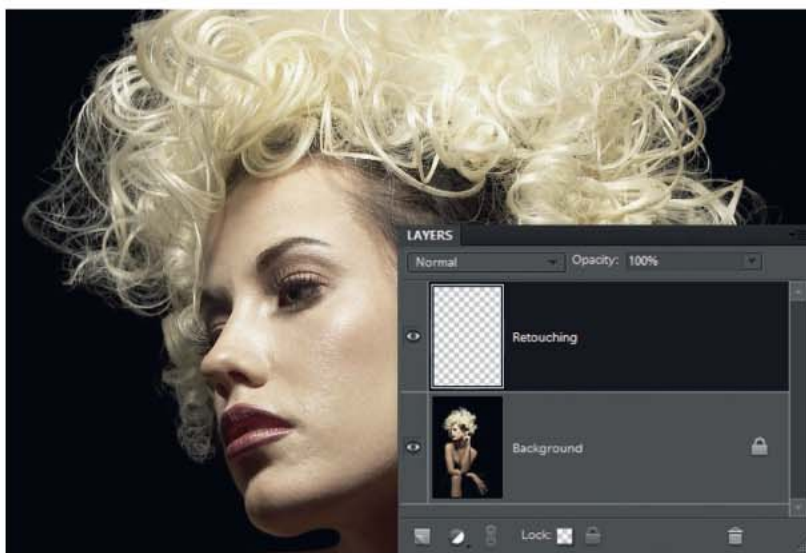 LAYERS
Normal Opacity: 100%
Retouching
Background
Lock: